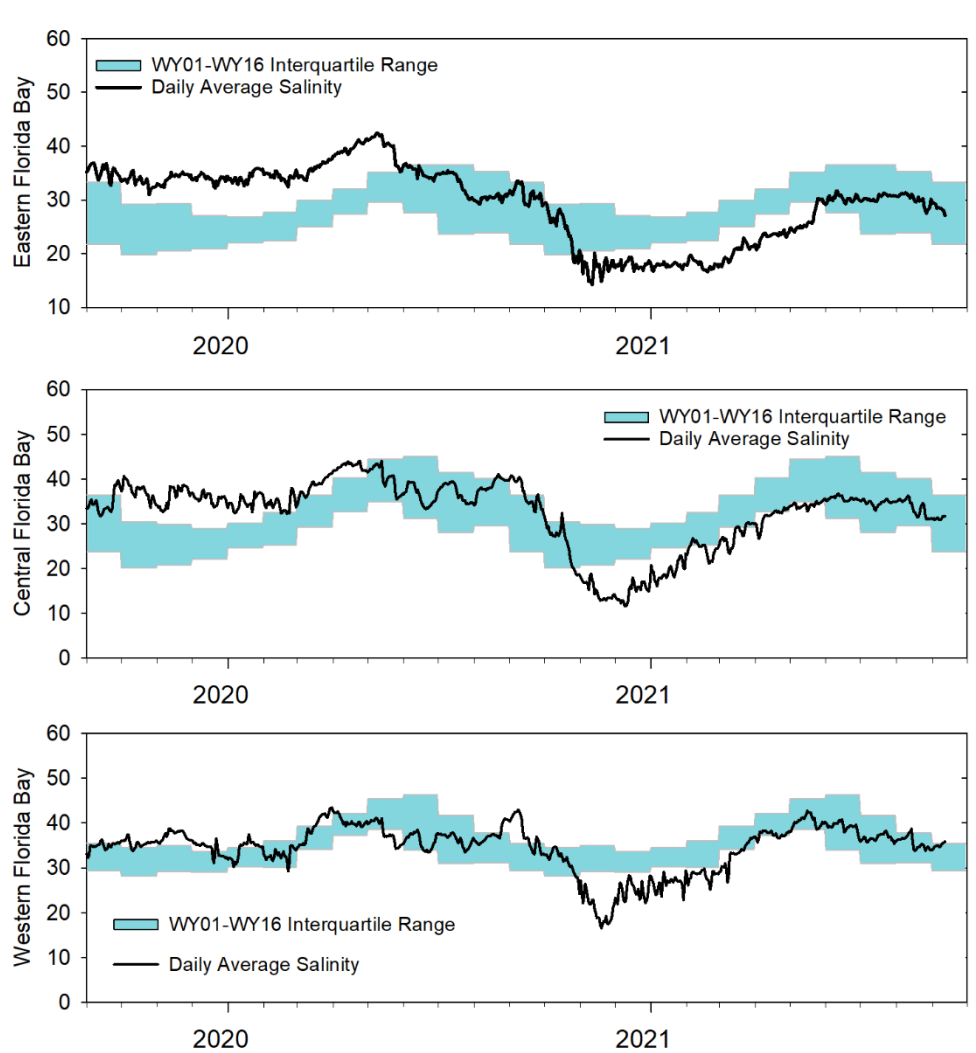 60
WY01-WY16 Interquartile Range
50
Daily Average Salinity
40
30
20
10
Eastern Florida Bay
2020 2021
60
WY01-WY16 Interquartile Range
50
Daily Average Salinity
40
30
20
10
0
Central Florida Bay
2020 2021
60
50
40
30
20
WY01-WY16 Interquartile Range
10
Daily Average Salinity
0
Western Florida Bay
2020 2021